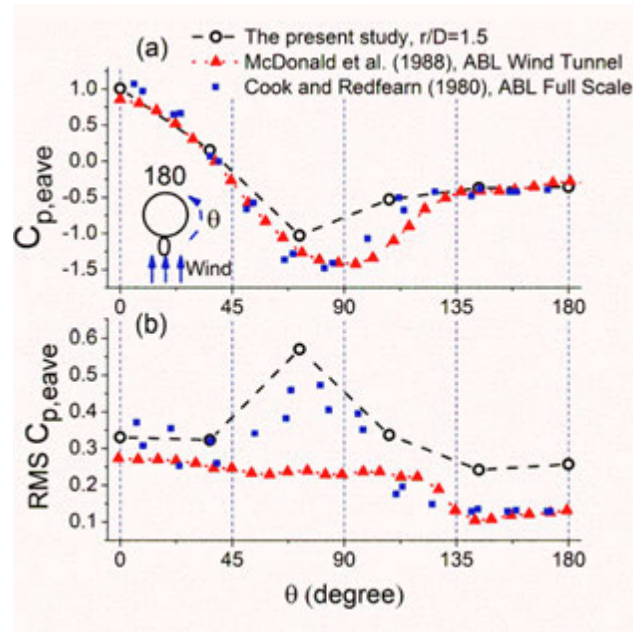 (a)
The present study, r/D=1.5
McDonald et al. (1988), ABL Wind Tunnel
Cook and Redfearn (1980), ABL Full Scale
1.0
0.5
0.0
-0.5
-1.0
-1.5
Cp,eave
180
θ
0
Wind
0 45 90 135 180
(b)
0.6
0.5
0.4
0.3
0.2
0.1
RMS Cp,eave
0 45 90 135 180
θ (degree)